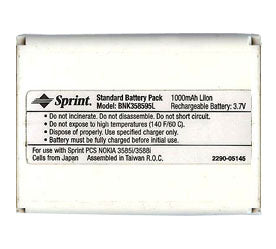 Sprint. Standard Battery Pack 1000mAh LIon
Model: BNK358595L Rechargeable Battery: 3.7V
• Do not incinerate. Do not disassemble. Do not short circuit.
• Do not expose to high temperatures (140 F/60 C).
• Dispose properly. Use specified charger only.
• Battery must be fully charged before initial use.
For use with Sprint PCS NOKIA 3585i/3588i
Cells from Japan Assembled in Taiwan R.O.C. 2290-05145